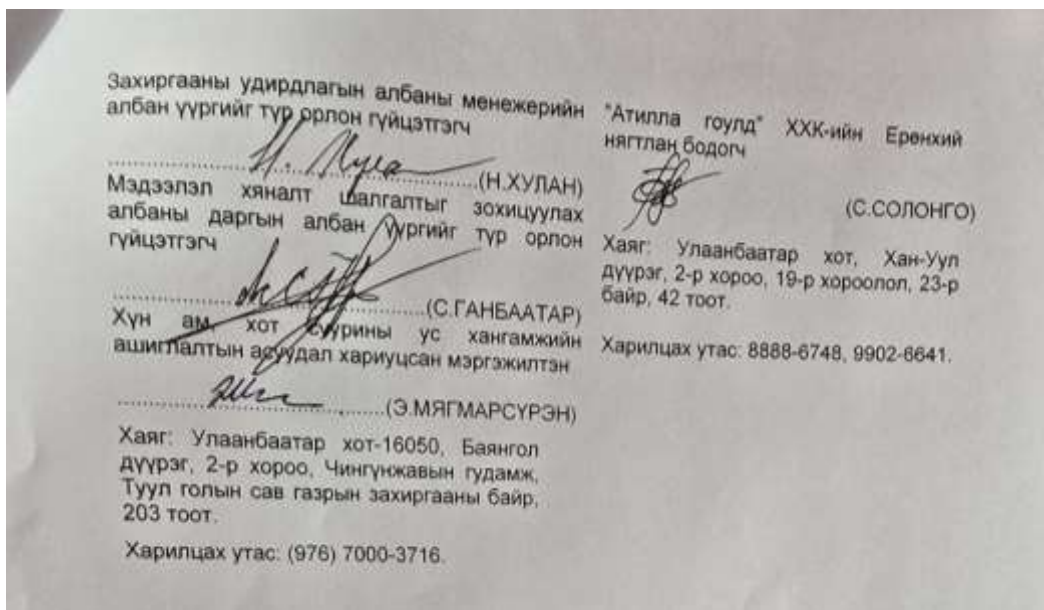 Захиргааны удирдлагын албаны менежерийн
албан үүргийг түр орлон гүйцэтгэгч
..............................................(Н.ХУЛАН)
Мэдээлэл хяналт шалгалтыг зохицуулах
албаны даргын албан үүргийг түр орлон
гүйцэтгэгч
..............................................(С.ГАНБААТАР)
Хүн ам, хот суурины ус хангамжийн
ашиглалтын асуудал хариуцсан мэргэжилтэн
..............................................(Э.МЯГМАРСҮРЭН)
Хаяг: Улаанбаатар хот-16050, Баянгол
дүүрэг, 2-р хороо, Чингүнжавын гудамж,
Туул голын сав газрын захиргааны байр,
203 тоот.
Харилцах утас: (976) 7000-3716.
"Атилла гоулд" ХХК-ийн Ерөнхий
нягтлан бодогч
(С.СОЛОНГО)
Хаяг: Улаанбаатар хот, Хан-Уул
дүүрэг, 2-р хороо, 19-р хороолол, 23-р
байр, 42 тоот.
Харилцах утас: 8888-6748, 9902-6641.